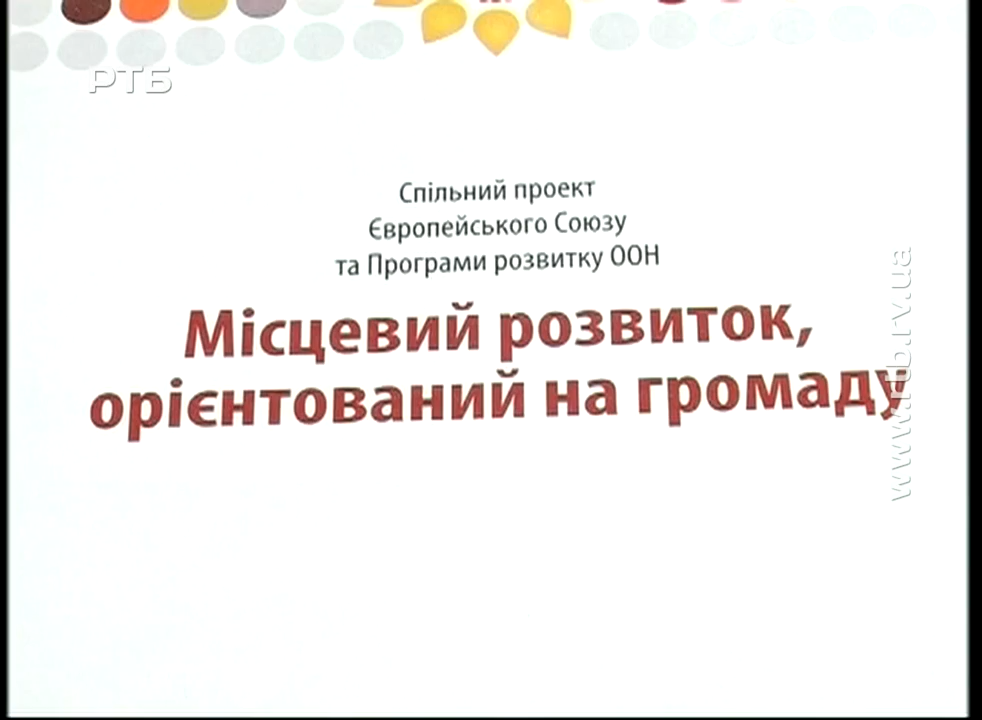 РТБ
Спільний проект
Європейського Союзу
та Програми розвитку ООН
Місцевий розвиток,
орієнтований на громаду
www.rtb.rv.ua